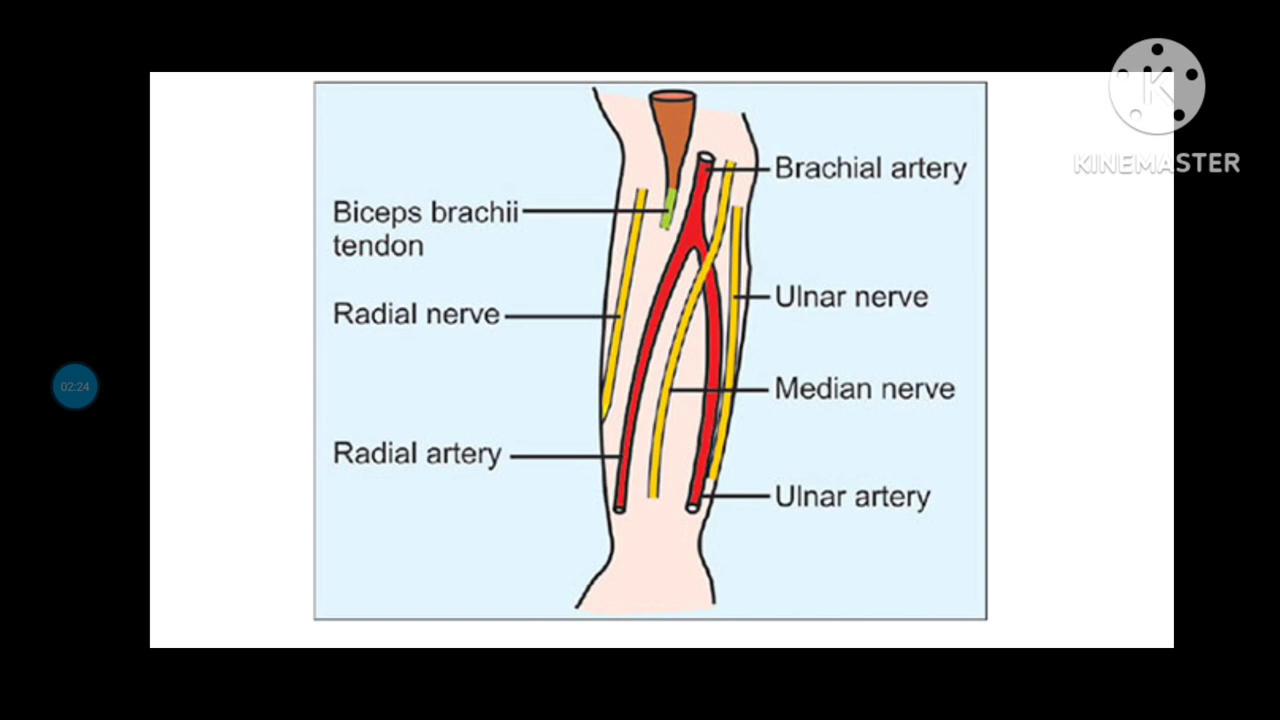 KINEMASTER
Brachial artery
Biceps brachii
tendon
Ulnar nerve
Radial nerve
Median nerve
Radial artery
Ulnar artery
02:24